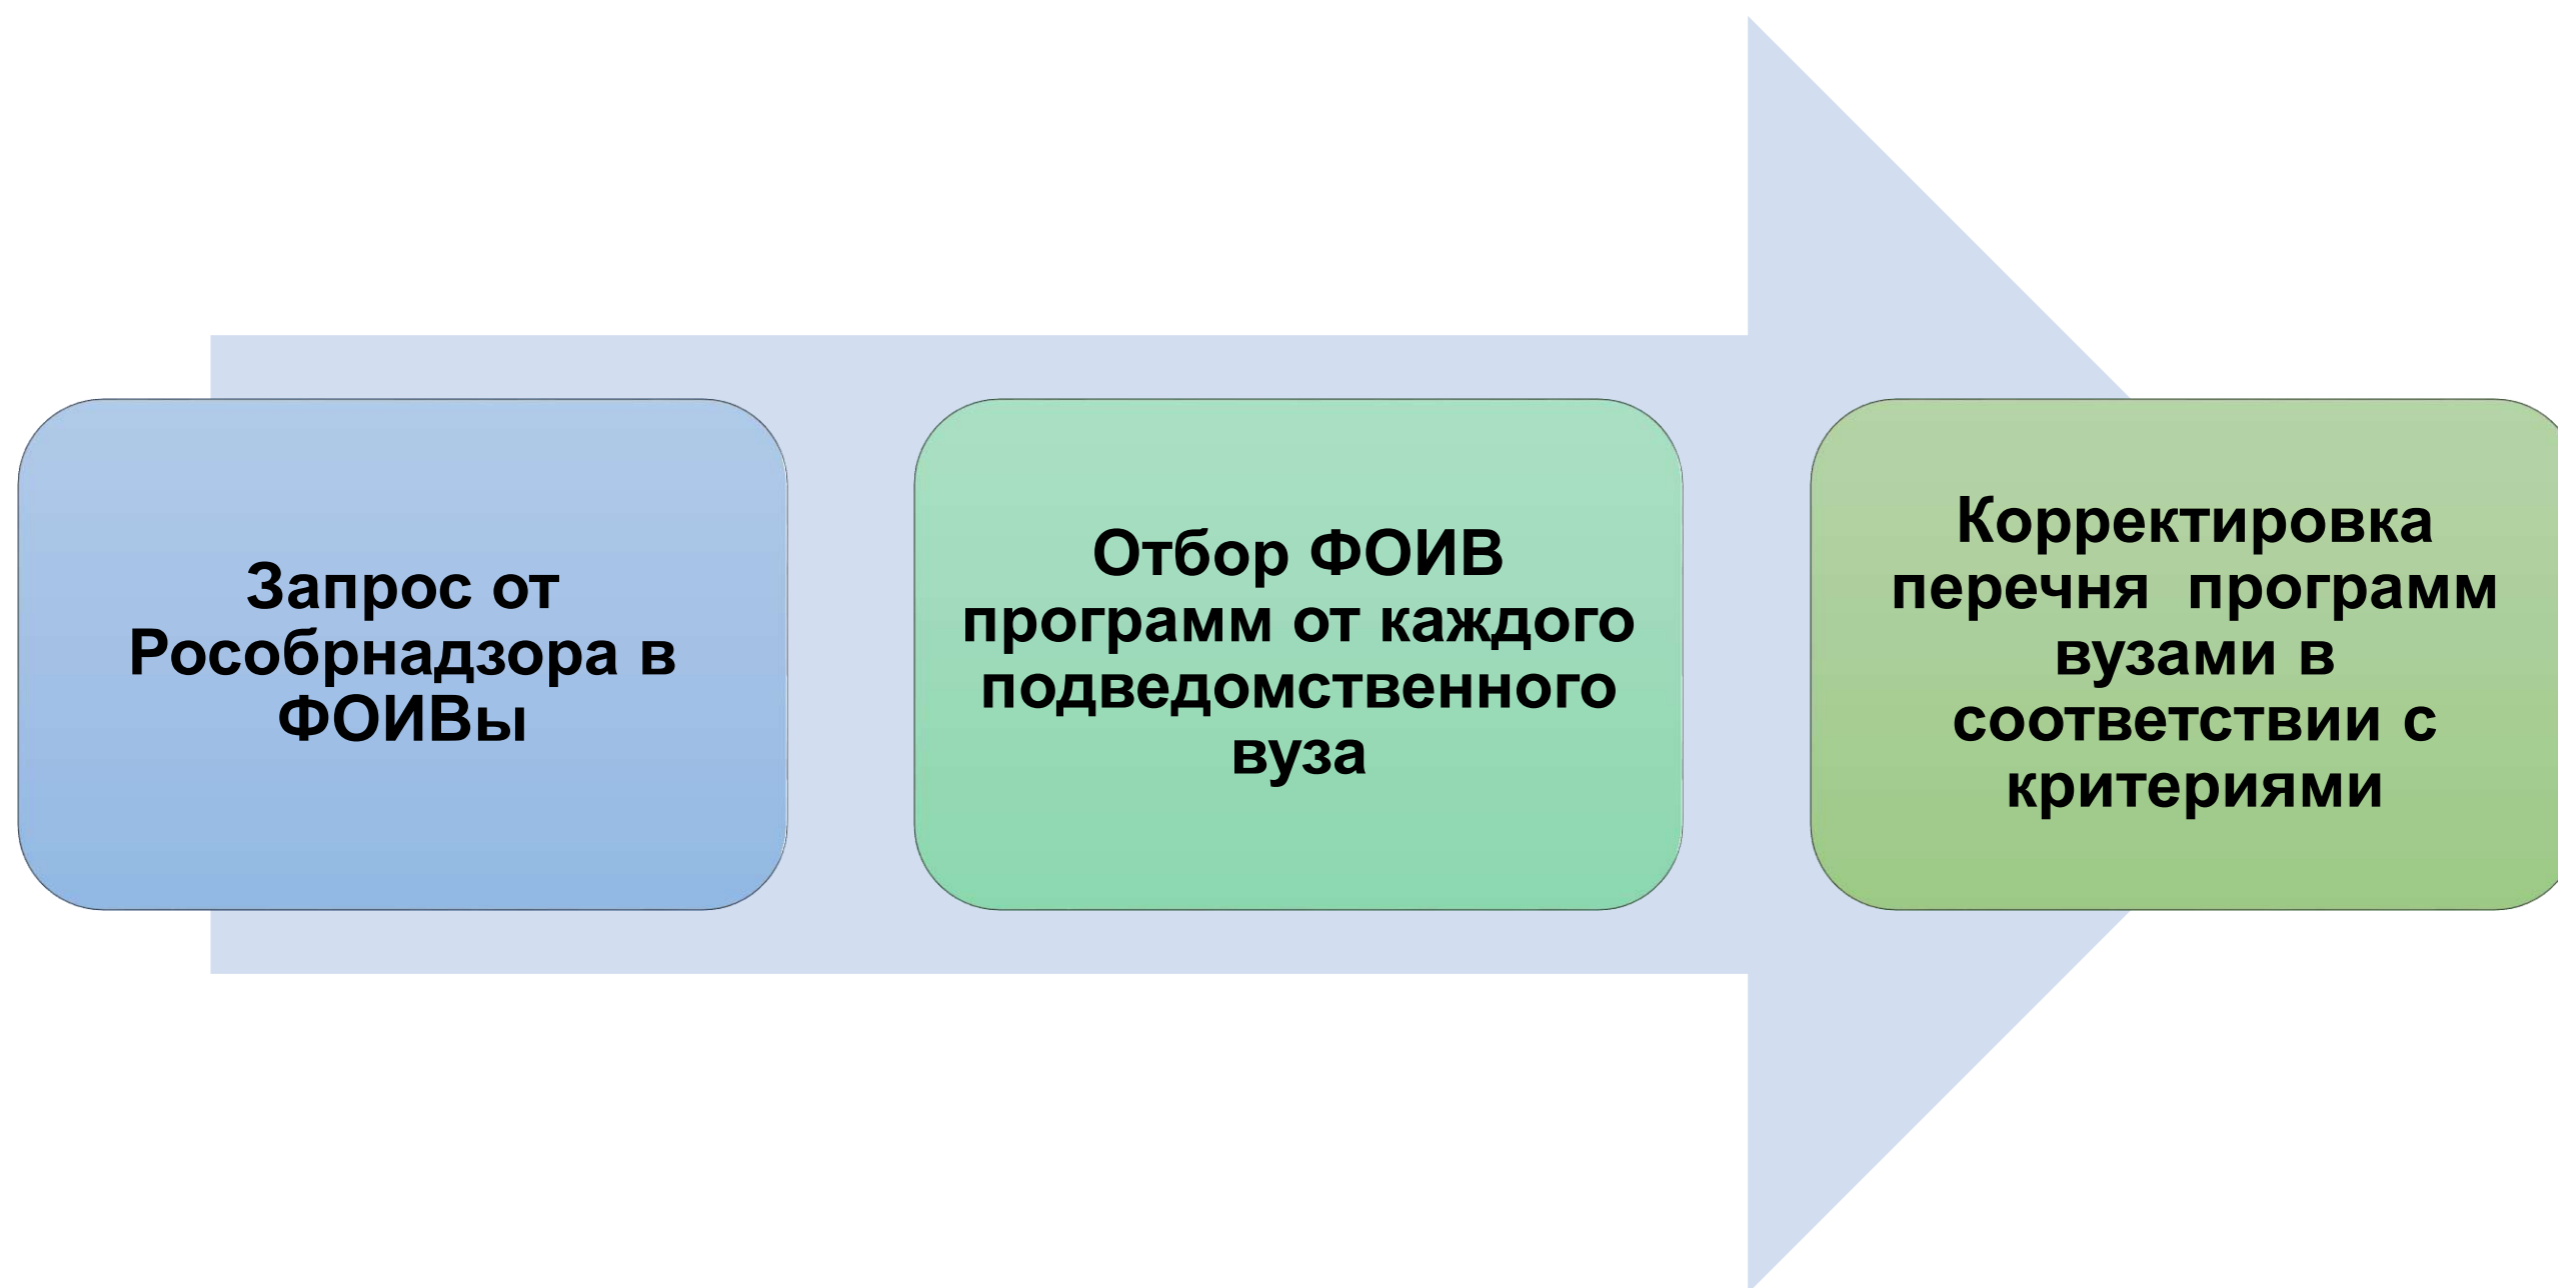 Запрос от
Рособрнадзора в
ФОИВы
Отбор ФОИВ
программ от каждого
подведомственного
вуза
Корректировка
перечня  программ
вузами в
соответствии с
критериями